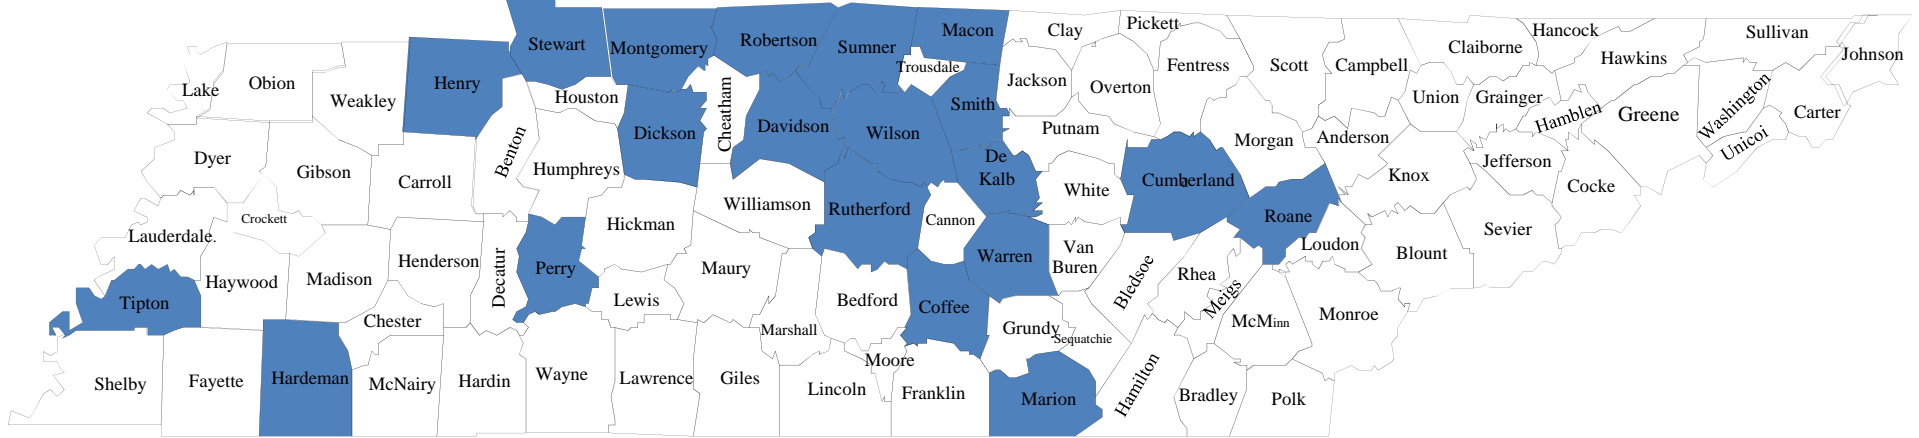 Lake
Obion
Weakley
Henry
Stewart
Montgomery
Robertson
Sumner
Macon
Trousdale
Clay
Pickett
Jackson
Overton
Fentress
Scott
Campbell
Claiborne
Hancock
Hawkins
Sullivan
Johnson
Houston
Dickson
Cheatham
Davidson
Wilson
Smith
Putnam
Morgan
Anderson
Union
Grainger
Hamblen
Greene
Washington
Unicoi
Carter
Dyer
Gibson
Carroll
Benton
Humphreys
Williamson
Rutherford
Cannon
De
Kalb
White
Cumberland
Roane
Knox
Jefferson
Cocke
Sevier
Blount
Loudon
Crockett
Lauderdale.
Haywood
Madison
Henderson
Decatur
Perry
Hickman
Lewis
Maury
Bedford
Coffee
Warren
Van
Buren
Bledsoe
Rhea
Meigs
McMinn
Monroe
Tipton
Chester
Marshall
Moore
Grundy
Sequatchie
Shelby
Fayette
Hardeman
McNairy
Hardin
Wayne
Lawrence
Giles
Lincoln
Franklin
Marion
Hamilton
Bradley
Polk